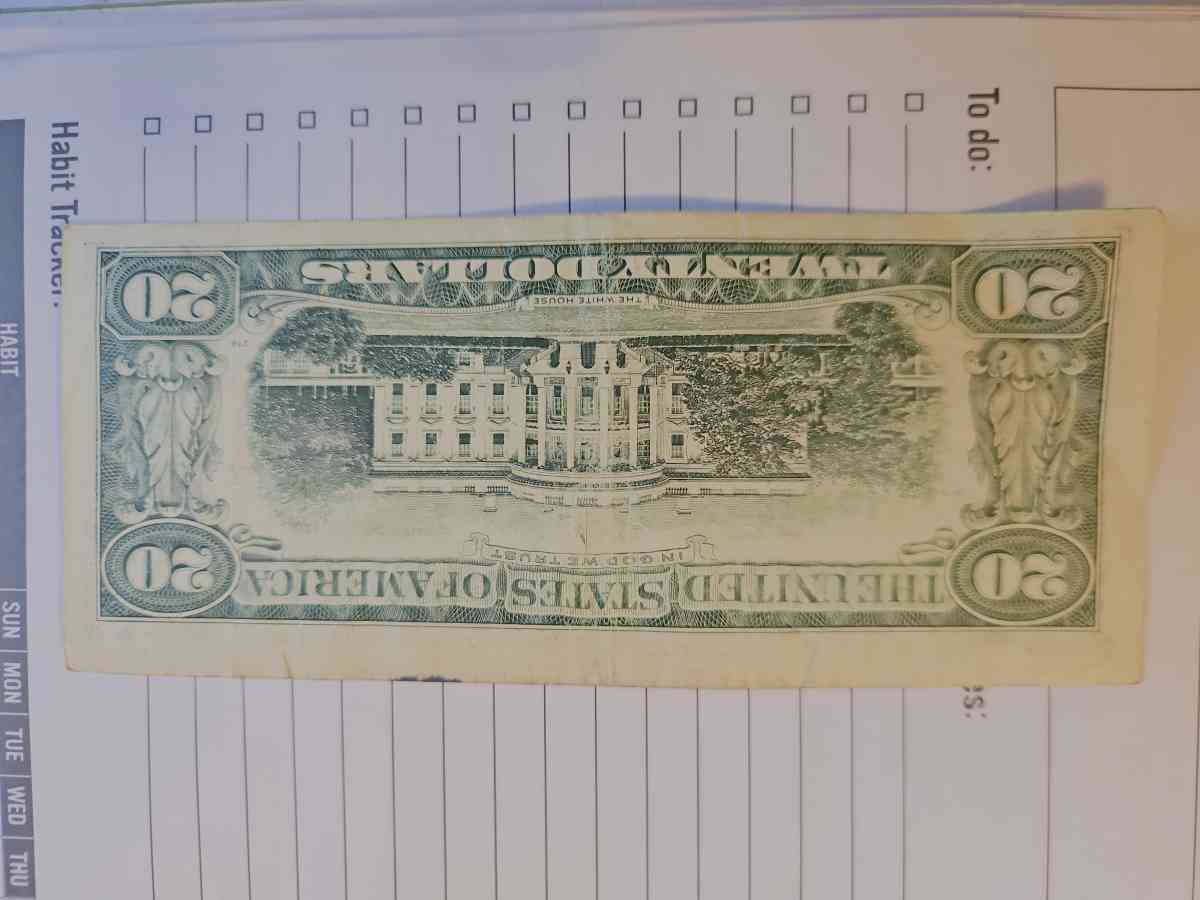 THE UNITED STATES OF AMERICA
20
20
IN GOD WE TRUST
THE WHITE HOUSE
20
20
TWENTY DOLLARS
To do:
es:
Habit Tracker:
HABIT SUN MON TUE WED THU